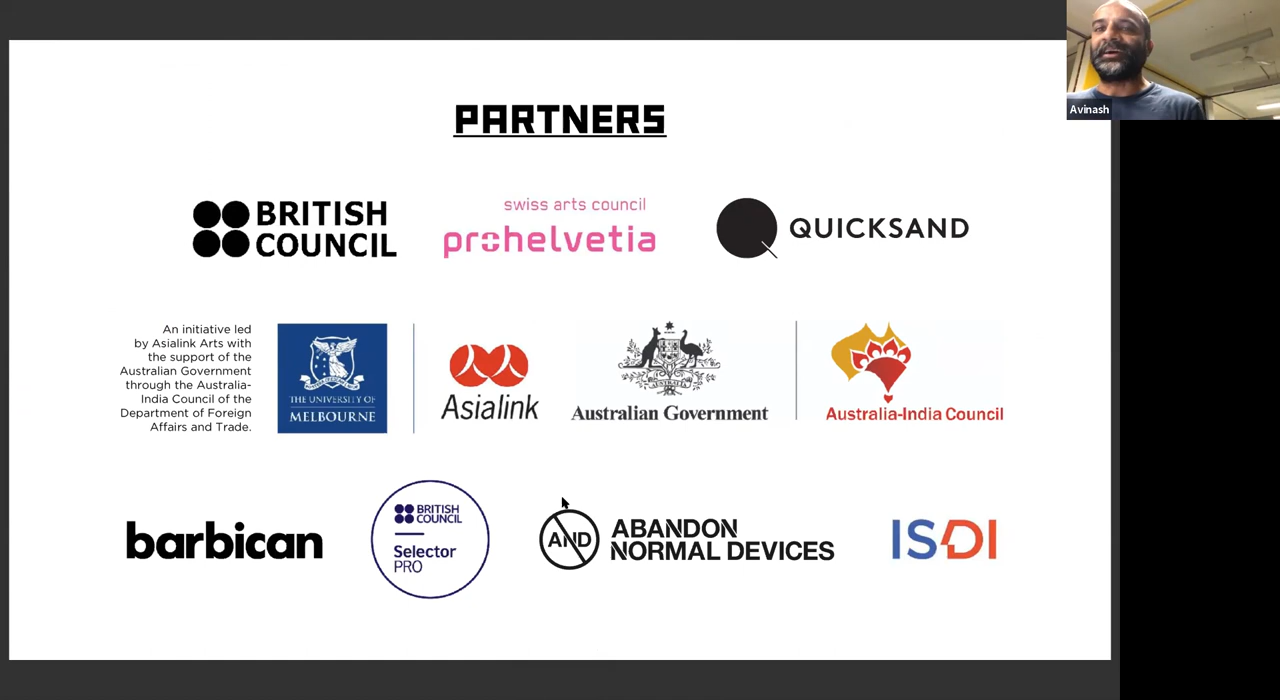 Avinash
PARTNERS
BRITISH
COUNCIL
swiss arts council
prohelvetia
QUICKSAND
An initiative led
by Asialink Arts with
the support of the
Australian Government
through the Australia-
India Council of the
Department of Foreign
Affairs and Trade.
THE UNIVERSITY OF
MELBOURNE
Asialink
AUSTRALIA
Australian Government
Australia-India Council
barbican
BRITISH
COUNCIL
Selector
PRO
AND
ABANDON
NORMAL DEVICES
ISDI